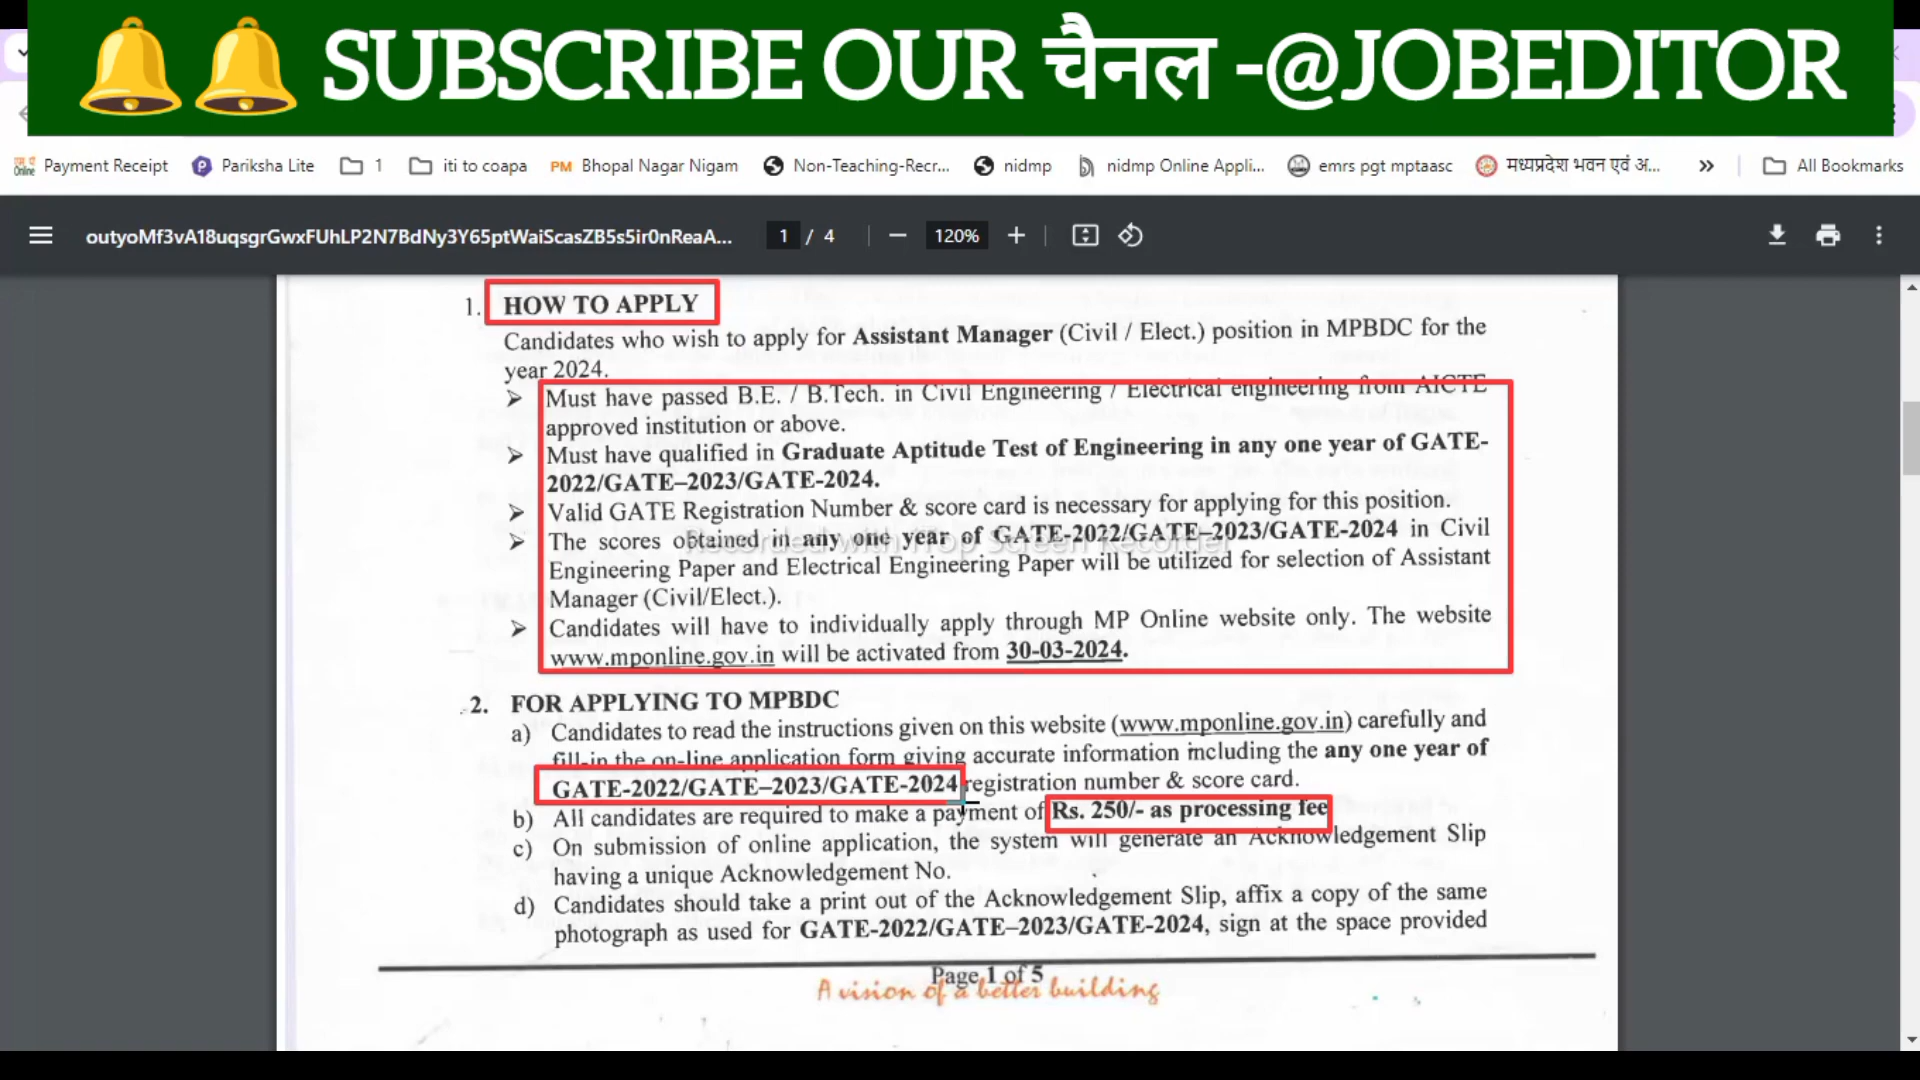 SUBSCRIBE OUR चैनल -@JOBEDITOR
Payment Receipt
Pariksha Lite
1
iti to coapa
PM Bhopal Nagar Nigam
Non-Teaching-Recr...
nidmp
nidmp Online Appli...
emrs pgt mptaasc
मध्यप्रदेश भवन एवं अ...
All Bookmarks
outyoMf3vA18uqsgrGwxFUhLP2N7BdNy3Y65ptWaiScasZB5s5ir0nReaA...
1 / 4
120%
1. HOW TO APPLY
Candidates who wish to apply for Assistant Manager (Civil / Elect.) position in MPBDC for the
year 2024.
➢ Must have passed B.E. / B.Tech. in Civil Engineering / Electrical engineering from AICTE
approved institution or above.
➢ Must have qualified in Graduate Aptitude Test of Engineering in any one year of GATE-
2022/GATE–2023/GATE-2024.
➢ Valid GATE Registration Number & score card is necessary for applying for this position.
➢ The scores obtained in any one year of GATE-2022/GATE–2023/GATE-2024 in Civil
Recorded with iTop Screen Recorder
Engineering Paper and Electrical Engineering Paper will be utilized for selection of Assistant
Manager (Civil/Elect.).
➢ Candidates will have to individually apply through MP Online website only. The website
www.mponline.gov.in will be activated from 30-03-2024.
2. FOR APPLYING TO MPBDC
a) Candidates to read the instructions given on this website (www.mponline.gov.in) carefully and
fill-in the on-line application form giving accurate information including the any one year of
GATE-2022/GATE–2023/GATE-2024 registration number & score card.
b) All candidates are required to make a payment of Rs. 250/- as processing fee
c) On submission of online application, the system will generate an Acknowledgement Slip
having a unique Acknowledgement No.
d) Candidates should take a print out of the Acknowledgement Slip, affix a copy of the same
photograph as used for GATE-2022/GATE–2023/GATE-2024, sign at the space provided
Page 1 of 5
A vision of a better building